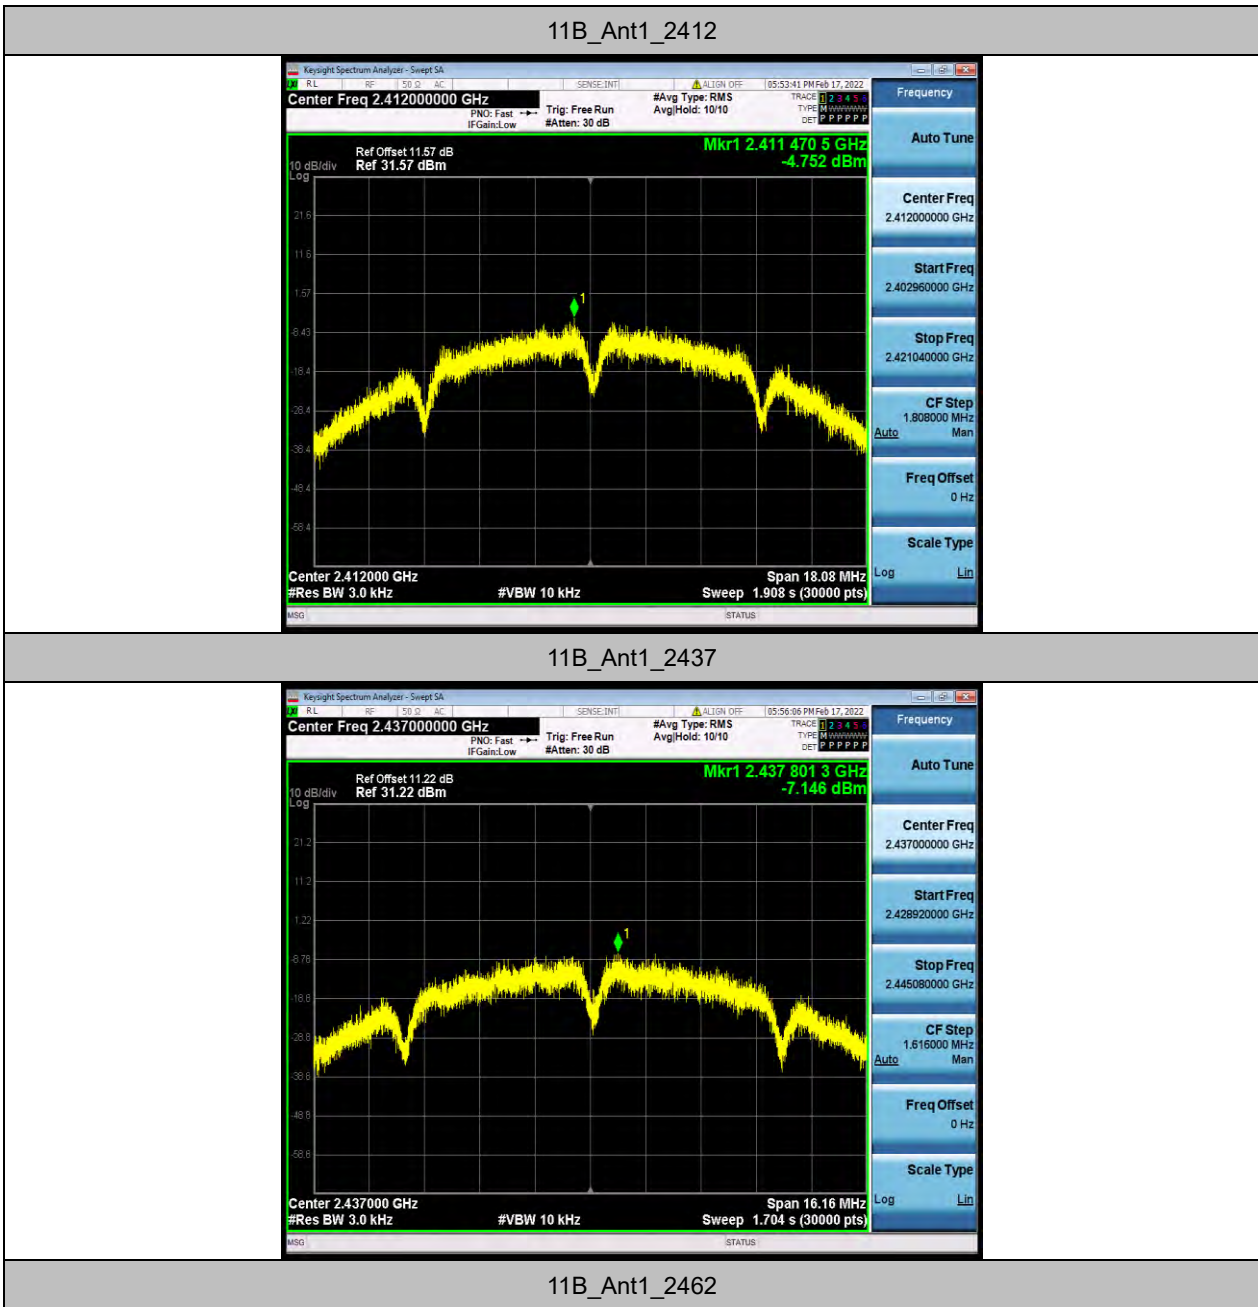 11B_Ant1_2412
Keysight Spectrum Analyzer - Swept SA
RL RF 50 Ω AC SENSE:INT ALIGN OFF 05:53:41 PM Feb 17, 2022
Center Freq 2.412000000 GHz
PNO: Fast
IFGain:Low
Trig: Free Run
#Atten: 30 dB
#Avg Type: RMS
Avg|Hold: 10/10
TRACE 1 2 3 4 5 6
TYPE M
DET P P P P P P
Mkr1 2.411 470 5 GHz
-4.752 dBm
Ref Offset 11.57 dB
10 dB/div Ref 31.57 dBm
Log
21.6
11.6
1.57
-8.43
-18.4
-28.4
-38.4
-48.4
-58.4
1
Center 2.412000 GHz Span 18.08 MHz
#Res BW 3.0 kHz #VBW 10 kHz Sweep 1.908 s (30000 pts)
MSG STATUS
Frequency
Auto Tune
Center Freq
2.412000000 GHz
Start Freq
2.402960000 GHz
Stop Freq
2.421040000 GHz
CF Step
1.808000 MHz
Auto Man
Freq Offset
0 Hz
Scale Type
Log Lin
11B_Ant1_2437
Keysight Spectrum Analyzer - Swept SA
RL RF 50 Ω AC SENSE:INT ALIGN OFF 05:56:06 PM Feb 17, 2022
Center Freq 2.437000000 GHz
PNO: Fast
IFGain:Low
Trig: Free Run
#Atten: 30 dB
#Avg Type: RMS
Avg|Hold: 10/10
TRACE 1 2 3 4 5 6
TYPE M
DET P P P P P P
Mkr1 2.437 801 3 GHz
-7.146 dBm
Ref Offset 11.22 dB
10 dB/div Ref 31.22 dBm
Log
21.2
11.2
1.22
-8.78
-18.8
-28.8
-38.8
-48.8
-58.8
1
Center 2.437000 GHz Span 16.16 MHz
#Res BW 3.0 kHz #VBW 10 kHz Sweep 1.704 s (30000 pts)
MSG STATUS
Frequency
Auto Tune
Center Freq
2.437000000 GHz
Start Freq
2.428920000 GHz
Stop Freq
2.445080000 GHz
CF Step
1.616000 MHz
Auto Man
Freq Offset
0 Hz
Scale Type
Log Lin
11B_Ant1_2462